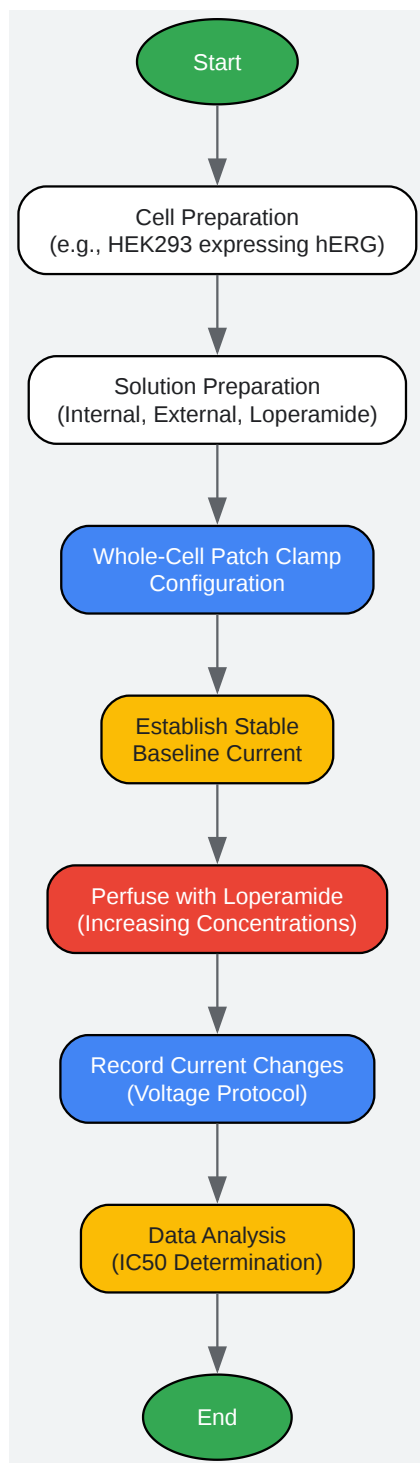 Start
Cell Preparation
(e.g., HEK293 expressing hERG)
Solution Preparation
(Internal, External, Loperamide)
Whole-Cell Patch Clamp
Configuration
Establish Stable
Baseline Current
Perfuse with Loperamide
(Increasing Concentrations)
Record Current Changes
(Voltage Protocol)
Data Analysis
(IC50 Determination)
End